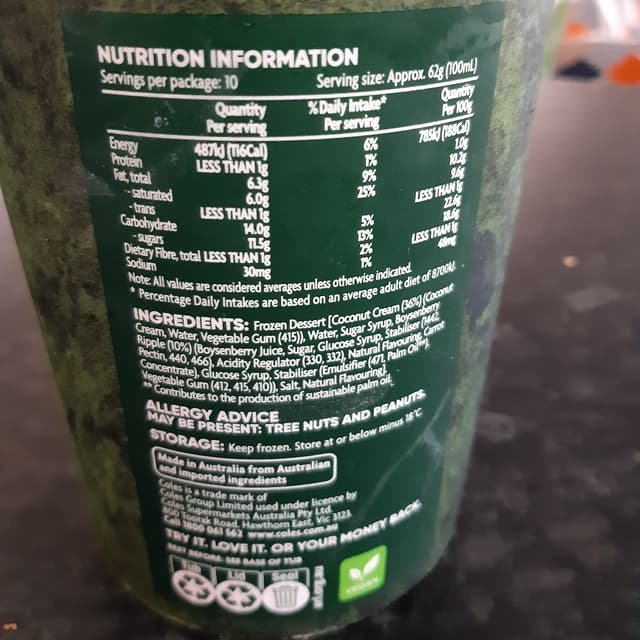 NUTRITION INFORMATION
Servings per package: 10 Serving size: Approx. 62g (100mL)
Quantity Per serving % Daily Intake* Per serving Quantity Per 100g
Energy 487kJ (116Cal) 6% 785kJ (188Cal)
Protein LESS THAN 1g 1% 1.0g
Fat, total 6.3g 9% 10.2g
- saturated 6.0g 25% 9.6g
- trans LESS THAN 1g LESS THAN 1g
Carbohydrate 14.0g 5% 22.6g
- sugars 11.5g 13% 18.6g
Dietary Fibre, total LESS THAN 1g 2% LESS THAN 1g
Sodium 30mg 1% 48mg
Note: All values are considered averages unless otherwise indicated.
* Percentage Daily Intakes are based on an average adult diet of 8700kJ.
INGREDIENTS: Frozen Dessert [Coconut Cream (36%) (Coconut
Cream, Water, Vegetable Gum (415)), Water, Sugar Syrup, Boysenberry
Ripple (10%) (Boysenberry Juice, Sugar, Glucose Syrup, Stabiliser (1442,
Pectin, 440, 466), Acidity Regulator (330, 332), Natural Flavouring, Carrot
Concentrate), Glucose Syrup, Stabiliser (Emulsifier (471, Palm Oil**),
Vegetable Gum (412, 415, 410)), Salt, Natural Flavouring].
** Contributes to the production of sustainable palm oil.
ALLERGY ADVICE
MAY BE PRESENT: TREE NUTS AND PEANUTS.
STORAGE: Keep frozen. Store at or below minus 18°C.
Made in Australia from Australian
and imported ingredients
Coles is a trade mark of
Coles Group Limited used under licence by
Coles Supermarkets Australia Pty Ltd.
800 Toorak Road, Hawthorn East, Vic 3123.
Call 1800 061 562 www.coles.com.au
TRY IT. LOVE IT. OR YOUR MONEY BACK.
BEST BEFORE: SEE BASE OF TUB
Tub Lid Seal
arl.org.au
VEGAN